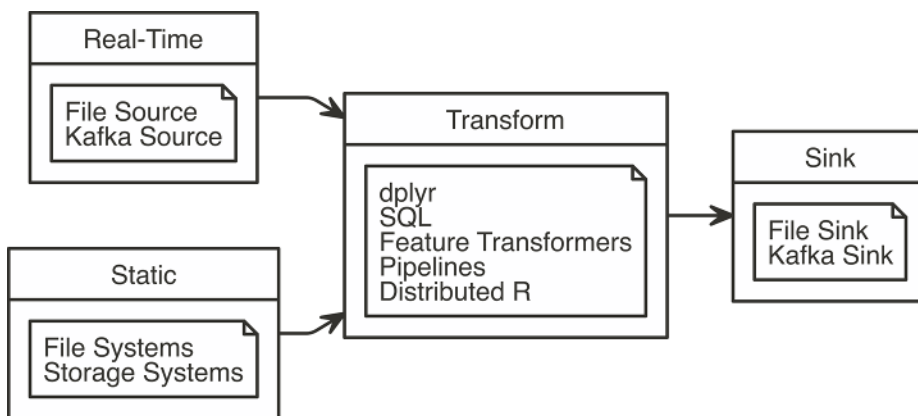 Real-Time
File Source
Kafka Source
Static
File Systems
Storage Systems
Transform
dplyr
SQL
Feature Transformers
Pipelines
Distributed R
Sink
File Sink
Kafka Sink